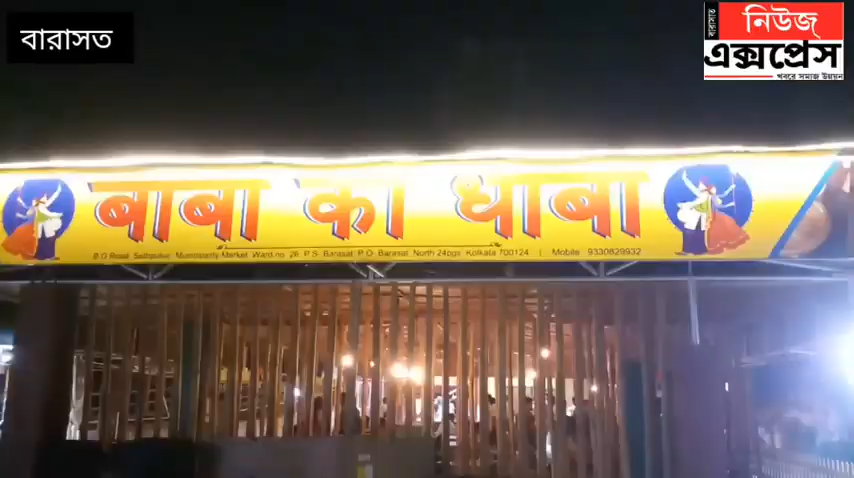 বারাসত
বারাসাত
নিউজ্
এক্সপ্রেস
খবরে সমাজ উন্নয়ন
बाबा का धाबा
B.O Road, Sethpukur, Municipality Market, Ward.no. 26, P.S. Barasat, P.O- Barasat, North 24pgs, Kolkata 700124 | Mobile : 9330829932